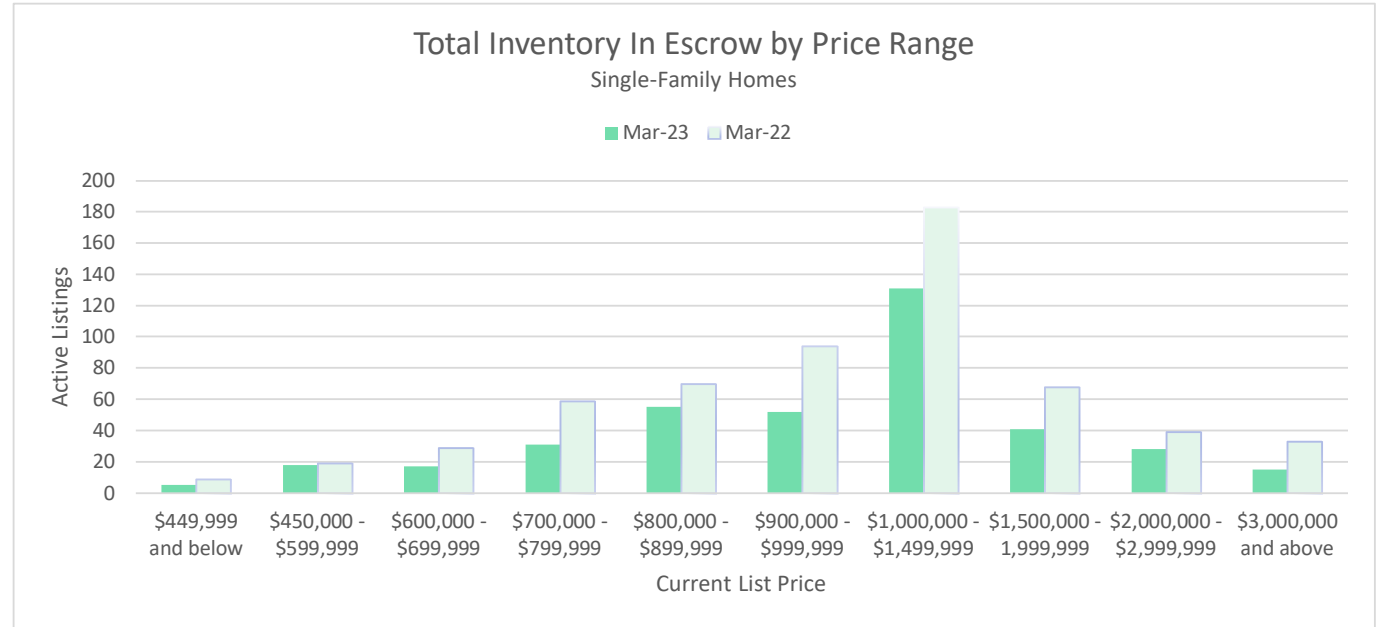 Total Inventory In Escrow by Price Range
Single-Family Homes
Mar-23 Mar-22
Active Listings
200
180
160
140
120
100
80
60
40
20
0
$449,999 and below
$450,000 - $599,999
$600,000 - $699,999
$700,000 - $799,999
$800,000 - $899,999
$900,000 - $999,999
$1,000,000 - $1,499,999
$1,500,000 - 1,999,999
$2,000,000 - $2,999,999
$3,000,000 and above
Current List Price